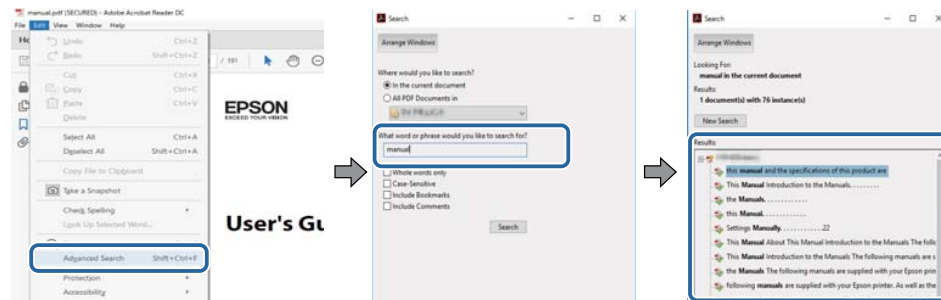 manual.pdf (SECURED) - Adobe Acrobat Reader DC
File Edit View Window Help
Undo Ctrl+Z
Redo Shift+Ctrl+Z
Cut Ctrl+X
Copy Ctrl+C
Paste Ctrl+V
Delete
Select All Ctrl+A
Deselect All Shift+Ctrl+A
Copy File to Clipboard
Take a Snapshot
Check Spelling
Look Up Selected Word...
Advanced Search Shift+Ctrl+F
Protection
Accessibility
/ 191
EPSON
EXCEED YOUR VISION
User's Gu
Search
Arrange Windows
Where would you like to search?
In the current document
All PDF Documents in
What word or phrase would you like to search for?
manual
Whole words only
Case-Sensitive
Include Bookmarks
Include Comments
Search
Search
Arrange Windows
Looking For:
manual in the current document
Results:
1 document(s) with 76 instance(s)
New Search
Results:
this manual and the specifications of this product are
This Manual Introduction to the Manuals. . . . . . . . .
the Manuals. . . . . . . . . . . . .
this Manual. . . . . . . . . . . . .
Settings Manually. . . . . . . . . . . . .22
This Manual About This Manual Introduction to the Manuals The follo
This Manual Introduction to the Manuals The following manuals are s
the Manuals The following manuals are supplied with your Epson prin
following manuals are supplied with your Epson printer. As well as the